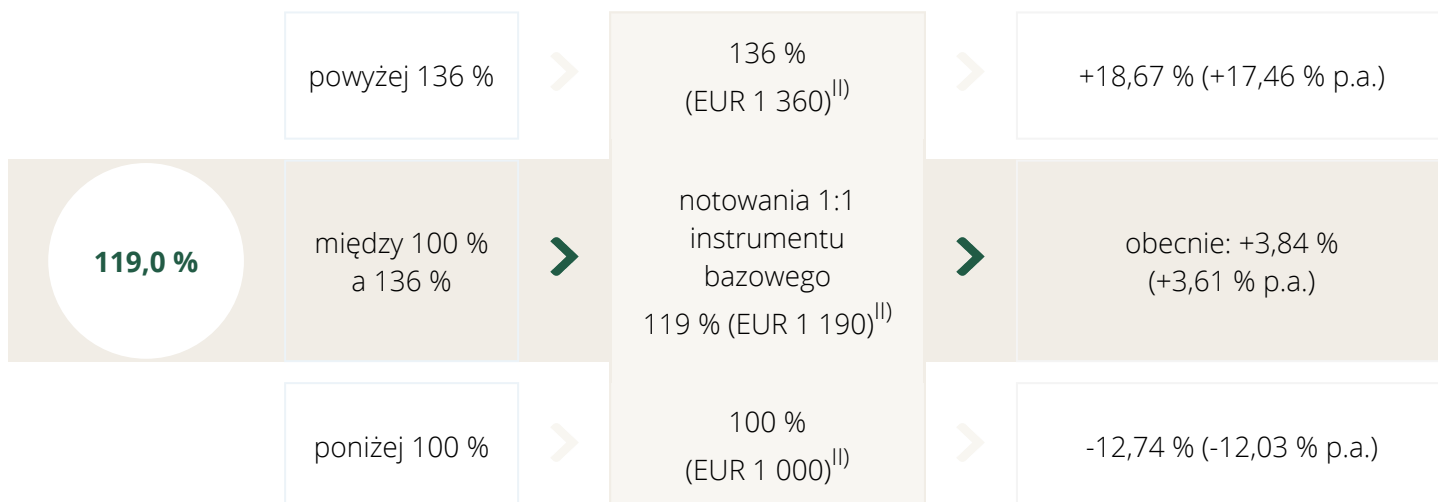 powyżej 136 %
136 %
(EUR 1 360)II)
+18,67 % (+17,46 % p.a.)
119,0 %
między 100 %
a 136 %
notowania 1:1
instrumentu
bazowego
119 % (EUR 1 190)II)
obecnie: +3,84 %
(+3,61 % p.a.)
poniżej 100 %
100 %
(EUR 1 000)II)
-12,74 % (-12,03 % p.a.)